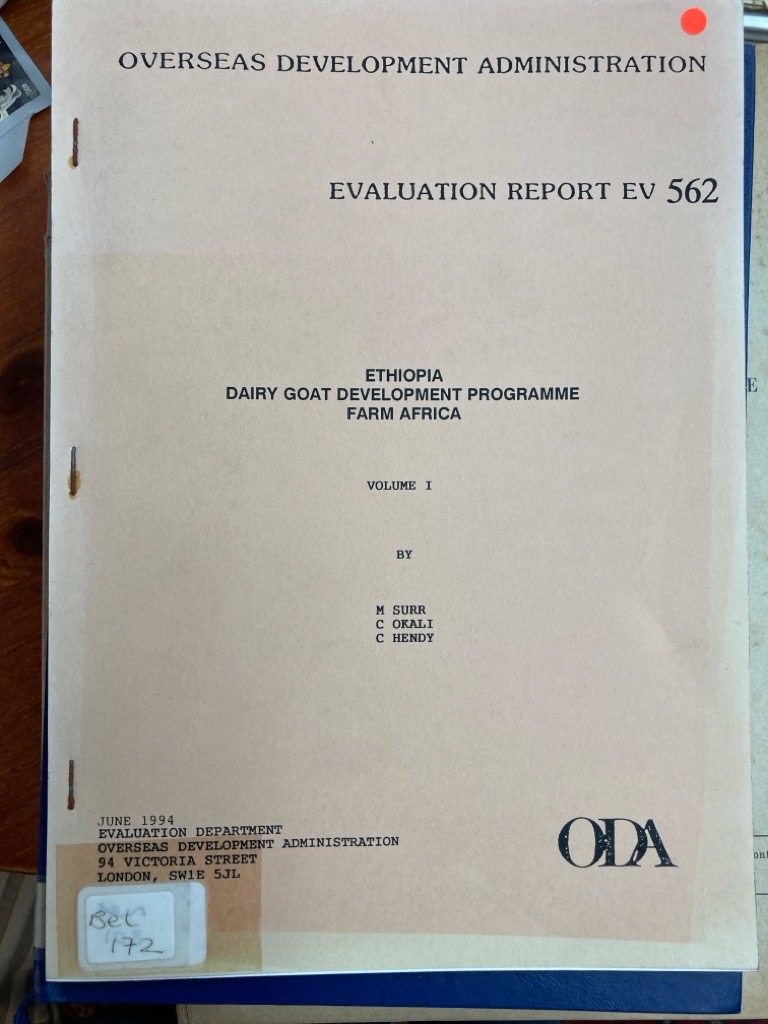 OVERSEAS DEVELOPMENT ADMINISTRATION
EVALUATION REPORT EV 562
ETHIOPIA
DAIRY GOAT DEVELOPMENT PROGRAMME
FARM AFRICA
VOLUME I
BY
M SURR
C OKALI
C HENDY
JUNE 1994
EVALUATION DEPARTMENT
OVERSEAS DEVELOPMENT ADMINISTRATION
94 VICTORIA STREET
LONDON, SW1E 5JL
ODA
172
E